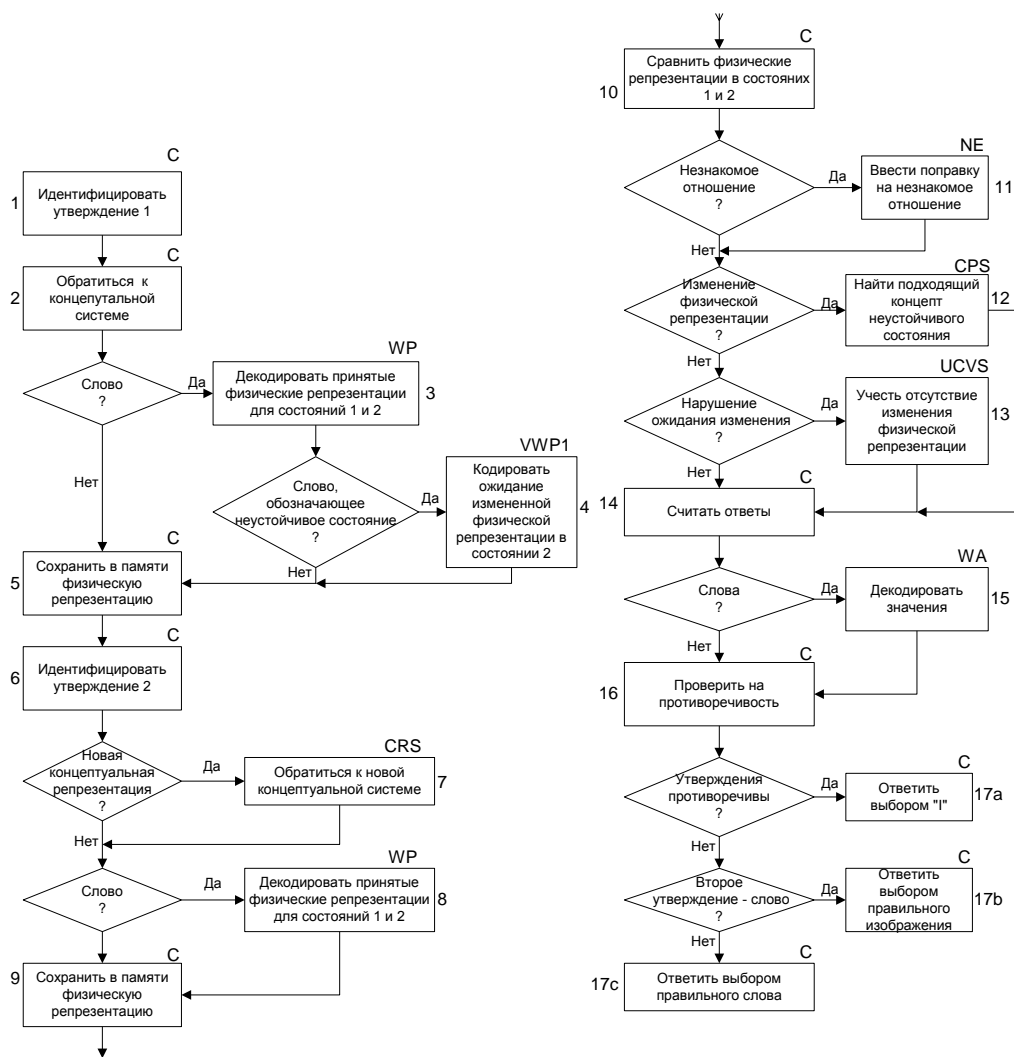 C
1
Идентифицировать
утверждение 1
C
2
Обратиться к
концепутальной
системе
Слово
?
Да
Нет
WP
Декодировать принятые
физические репрезентации
для состояний 1 и 2
3
Слово,
обозначающее
неустойчивое состояние
?
Да
Нет
VWP1
Кодировать
ожидание
измененной
физической
репрезентации в
состоянии 2
4
C
5
Сохранить в памяти
физическую
репрезентацию
C
6
Идентифицировать
утверждение 2
Новая
концептуальная
репрезентация
?
Да
Нет
CRS
Обратиться к новой
концептуальной системе
7
Слово
?
Да
Нет
WP
Декодировать принятые
физические репрезентации
для состояний 1 и 2
8
C
9
Сохранить в памяти
физическую
репрезентацию
C
10
Сравнить физические
репрезентации в состояних
1 и 2
Незнакомое
отношение
?
Да
Нет
NE
Ввести поправку
на незнакомое
отношение
11
Изменение
физической
репрезентации
?
Да
Нет
CPS
Найти подходящий
концепт
неустойчивого
состояния
12
Нарушение
ожидания изменения
?
Да
Нет
UCVS
Учесть отсутствие
изменения
физической
репрезентации
13
C
14
Считать ответы
Слова
?
Да
Нет
WA
Декодировать
значения
15
C
16
Проверить на
противоречивость
Утверждения
противоречивы
?
Да
Нет
C
Ответить
выбором "I"
17a
Второе
утверждение - слово
?
Да
Нет
C
Ответить
выбором
правильного
изображения
17b
C
17c
Ответить выбором
правильного слова